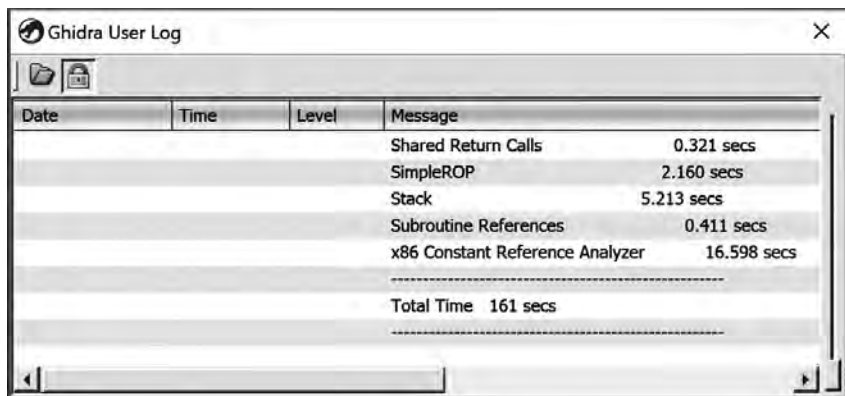 Ghidra User Log
Date Time Level Message
Shared Return Calls 0.321 secs
SimpleROP 2.160 secs
Stack 5.213 secs
Subroutine References 0.411 secs
x86 Constant Reference Analyzer 16.598 secs
-----------------------------------------------------
Total Time 161 secs
-----------------------------------------------------